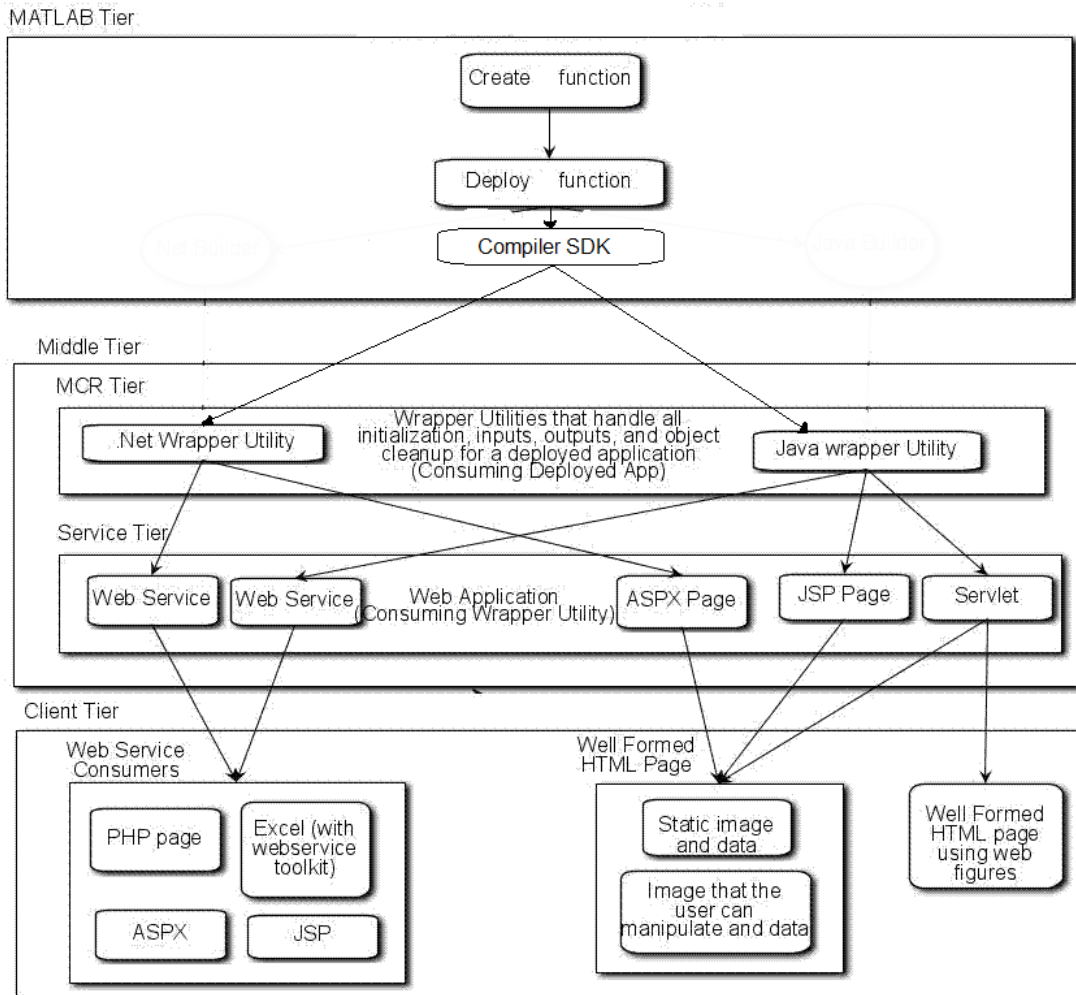 MATLAB Tier
Create function
Deploy function
.Net Builder
Compiler SDK
Java Builder
Middle Tier
MCR Tier
.Net Wrapper Utility
Wrapper Utilities that handle all
initialization, inputs, outputs, and object
cleanup for a deployed application
(Consuming Deployed App)
Java wrapper Utility
Service Tier
Web Service
Web Service
Web Application
(Consuming Wrapper Utility)
ASPX Page
JSP Page
Servlet
Client Tier
Web Service
Consumers
PHP page
Excel (with
webservice
toolkit)
ASPX
JSP
Well Formed
HTML Page
Static image
and data
Image that the
user can
manipulate and data
Well Formed
HTML page
using web
figures